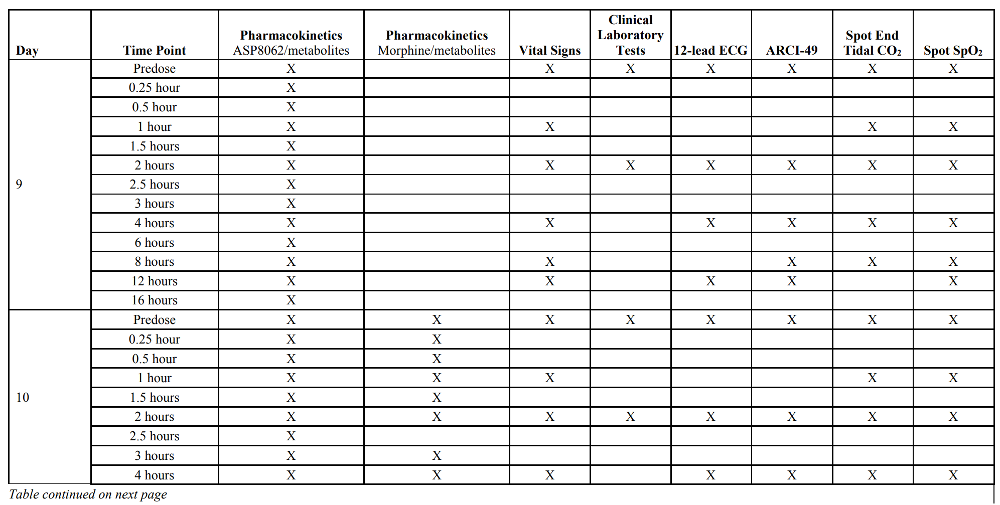 Day Time Point Pharmacokinetics ASP8062/metabolites Pharmacokinetics Morphine/metabolites Vital Signs Clinical Laboratory Tests 12-lead ECG ARCI-49 Spot End Tidal CO₂ Spot SpO₂
9
Predose X X X X X X X
0.25 hour X
0.5 hour X
1 hour X X X X
1.5 hours X
2 hours X X X X X X X
2.5 hours X
3 hours X
4 hours X X X X X X
6 hours X
8 hours X X X X X
12 hours X X X X X
16 hours X
10
Predose X X X X X X X X
0.25 hour X X
0.5 hour X X
1 hour X X X X X
1.5 hours X X
2 hours X X X X X X X X
2.5 hours X
3 hours X X
4 hours X X X X X X X
Table continued on next page